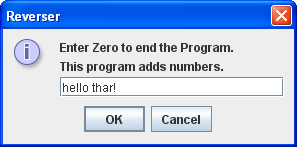 Reverser
Enter Zero to end the Program.
This program adds numbers.
hello thar!
OK Cancel